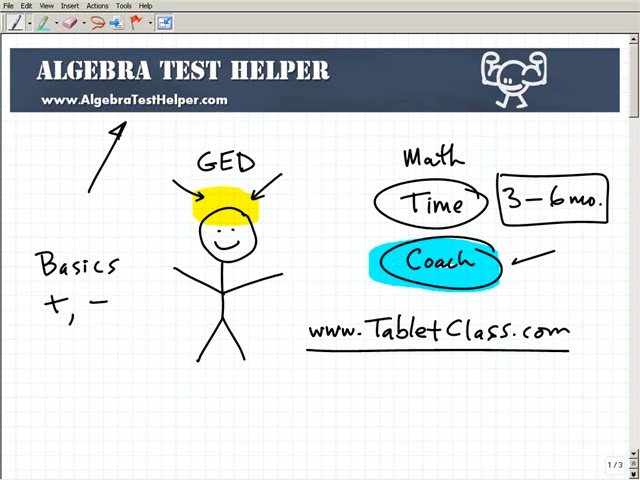 File Edit View Insert Actions Tools Help
ALGEBRA TEST HELPER
www.AlgebraTestHelper.com
GED
Math
Time
3-6 mo.
Basics
Coach
+, -
www.TabletClass.com
1/3